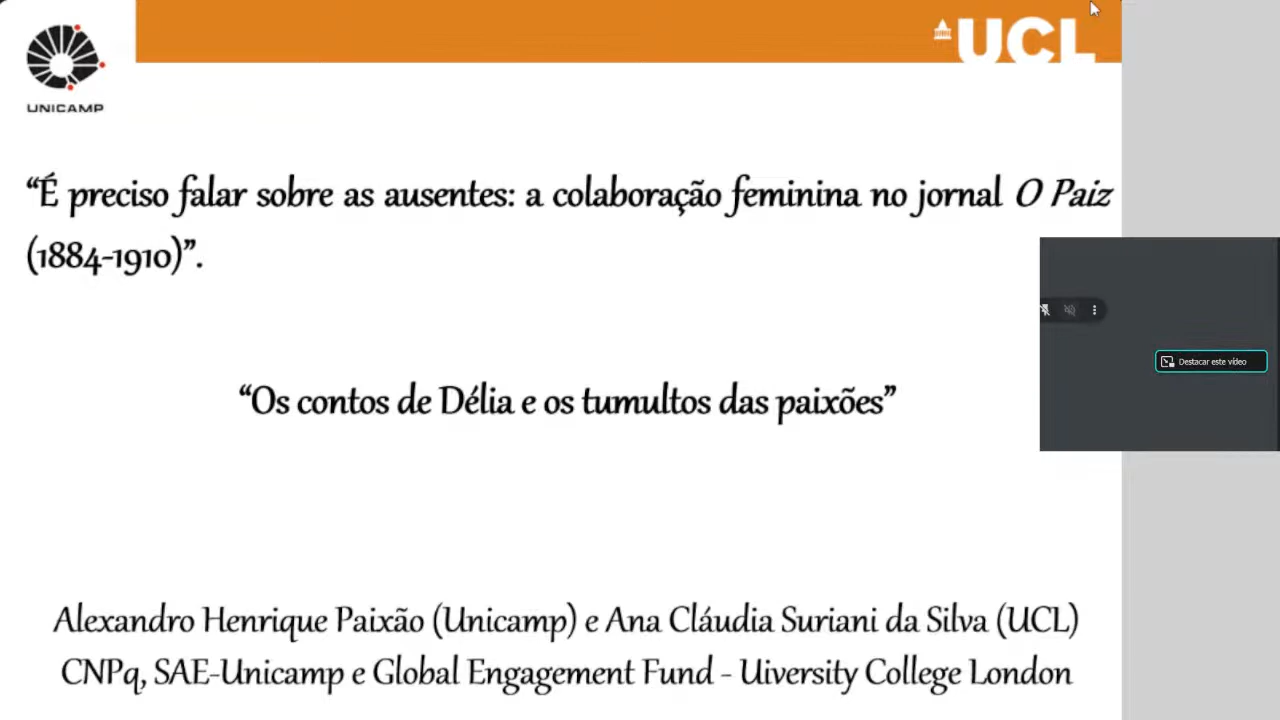 UNICAMP
UCL
“É preciso falar sobre as ausentes: a colaboração feminina no jornal O Paiz
(1884-1910)”.
Destacar este vídeo
“Os contos de Délia e os tumultos das paixões”
Alexandro Henrique Paixão (Unicamp) e Ana Cláudia Suriani da Silva (UCL)
CNPq, SAE-Unicamp e Global Engagement Fund - Uiversity College London